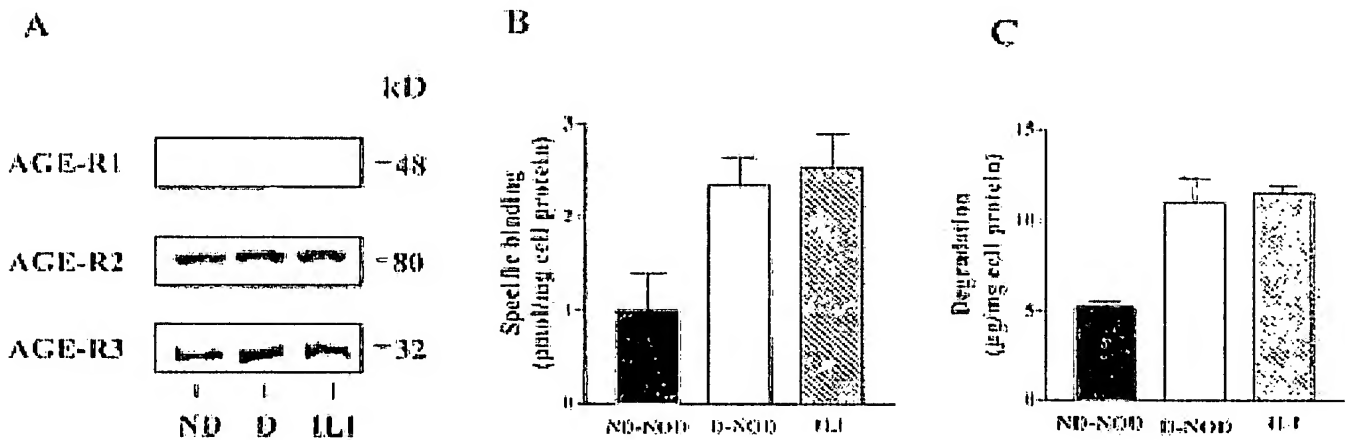 A
kD
AGE-R1
-48
AGE-R2
-80
AGE-R3
-32
ND D ILI
B
Specific binding
(pmol/mg cell protein)
3
2
1
0
ND-NOD D-NOD ILI
C
Degradation
(µg/mg cell protein)
15
10
5
0
ND-NOD D-NOD ILI